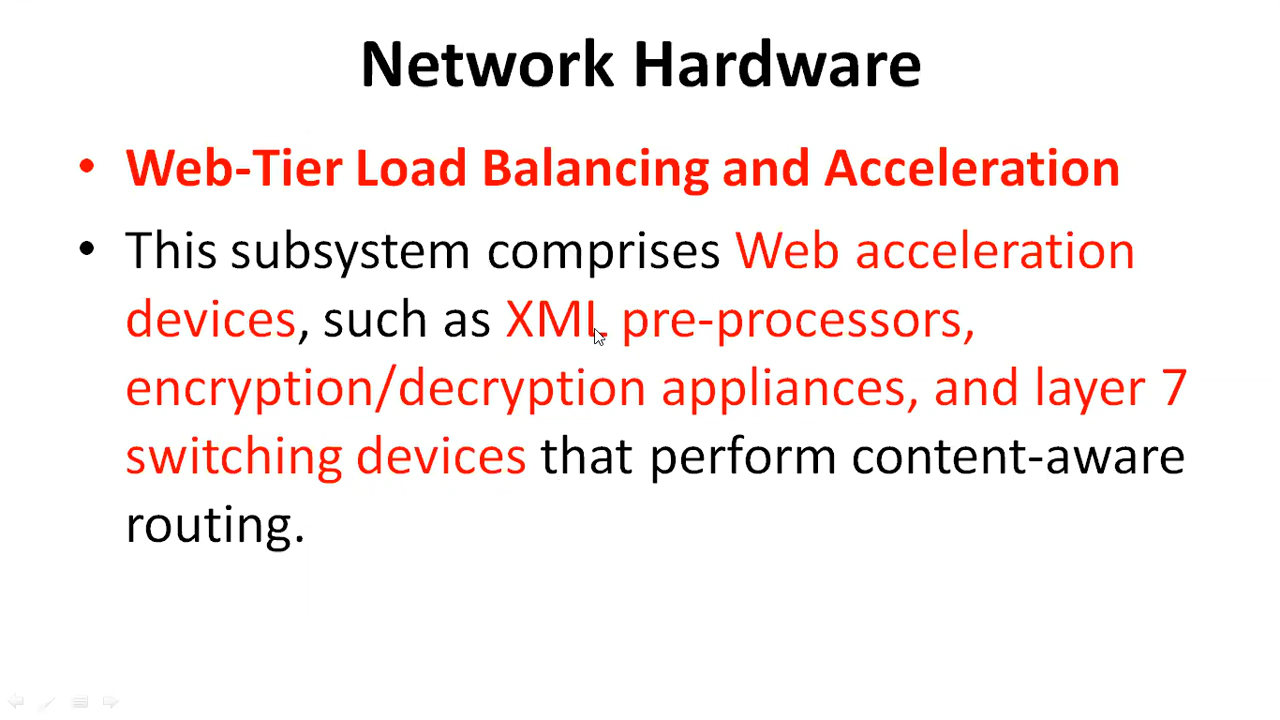 Network Hardware
• Web-Tier Load Balancing and Acceleration
• This subsystem comprises Web acceleration
devices, such as XML pre-processors,
encryption/decryption appliances, and layer 7
switching devices that perform content-aware
routing.